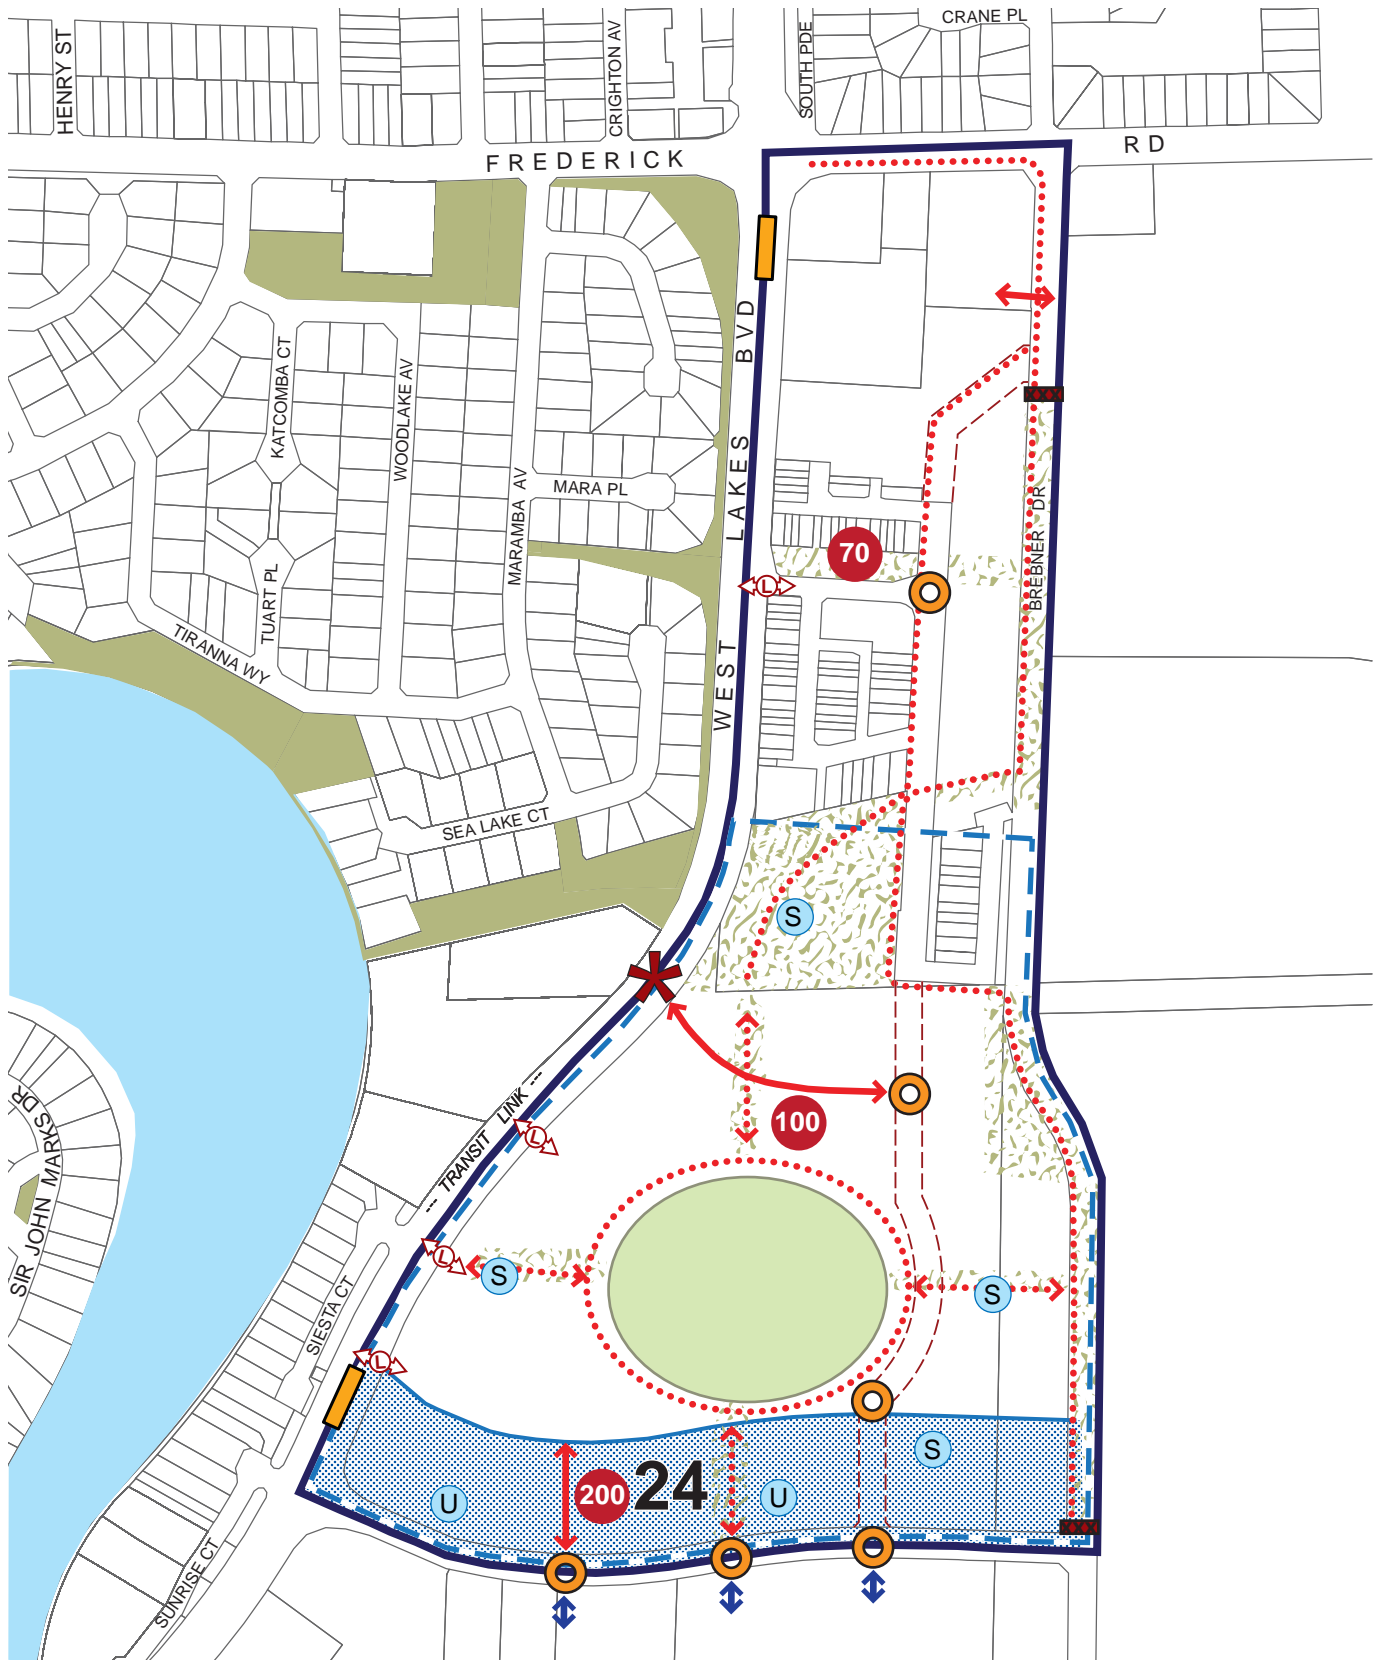 CRANE PL
HENRY ST
CRIGHTON AV
SOUTH PDE
FREDERICK RD
WEST LAKES BVD
KATCOMBA CT
WOODLAKE AV
MARAMBA AV
MARA PL
BREBNER DR
70
L
TUART PL
TIRANNA WY
SEA LAKE CT
S
--- TRANSIT LINK ---
100
L
SIR JOHN MARKS DR
L
S
S
SIESTA CT
L
S
24
200
U
U
SUNRISE CT